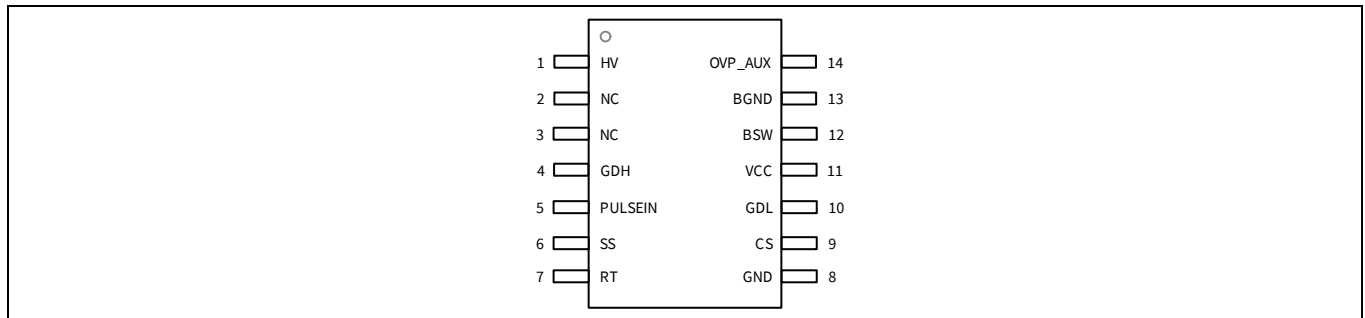 1 HV OVP_AUX 14
2 NC BGND 13
3 NC BSW 12
4 GDH VCC 11
5 PULSEIN GDL 10
6 SS CS 9
7 RT GND 8